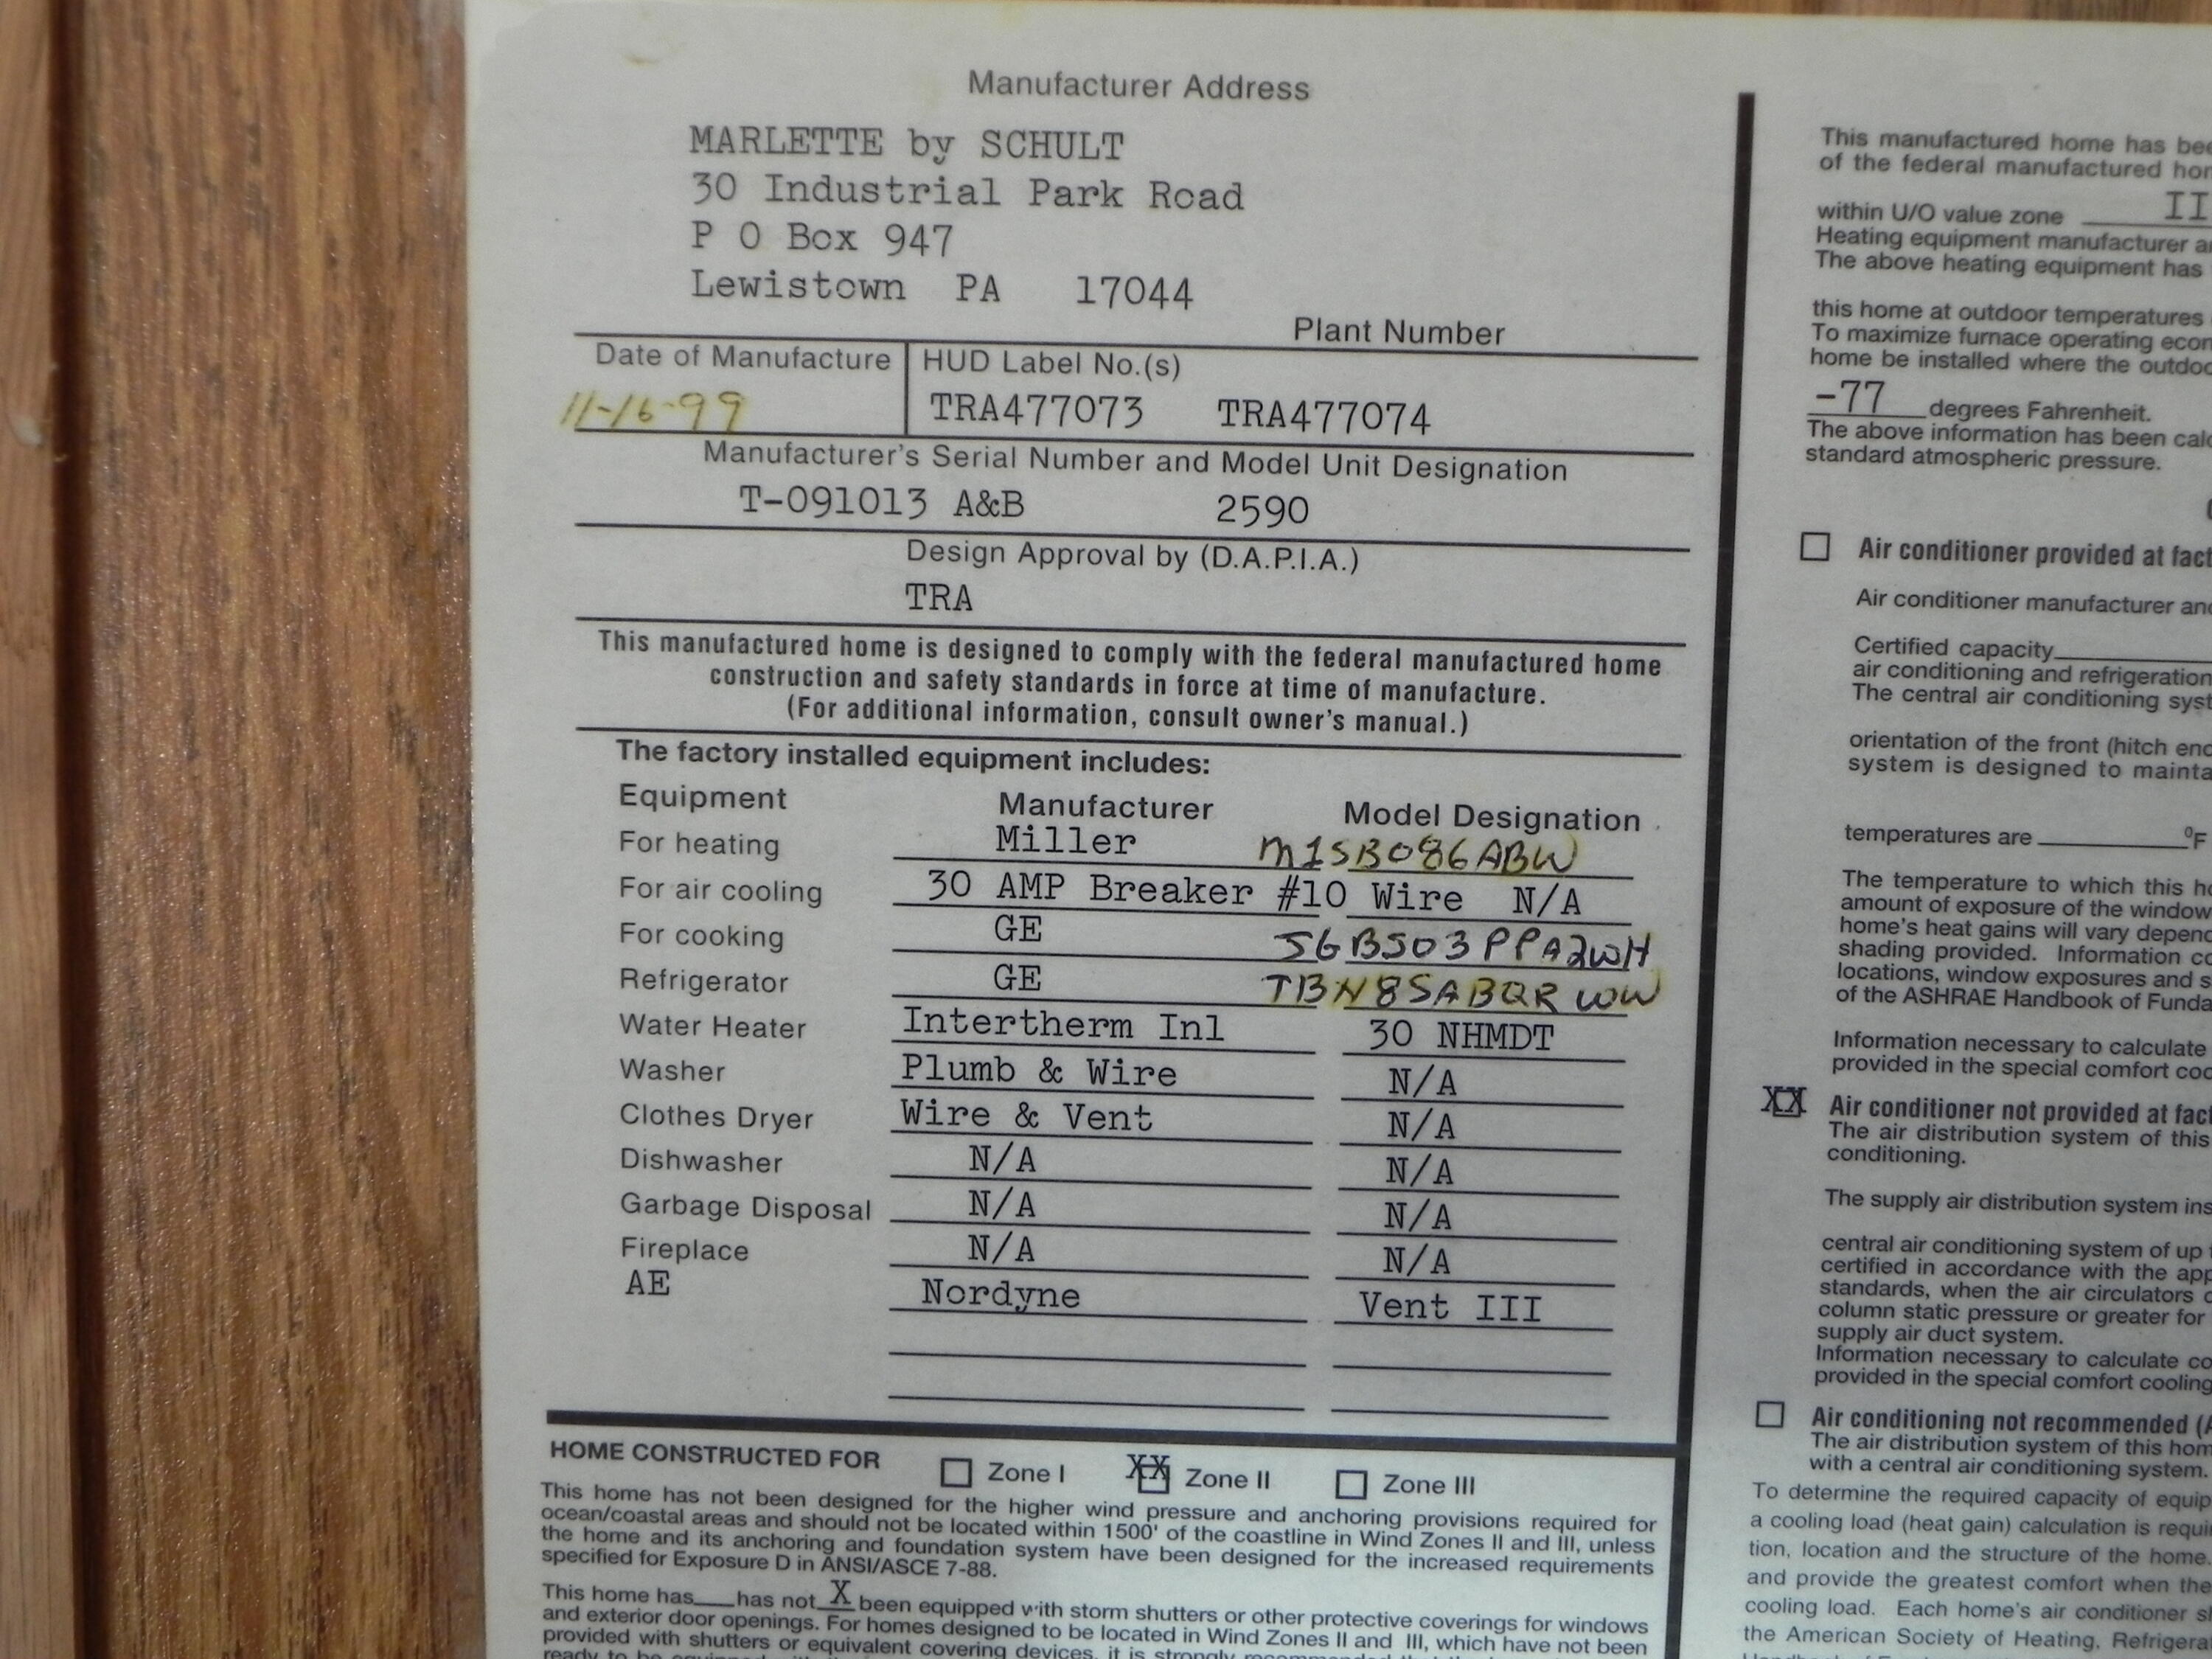 Manufacturer Address
MARLETTE by SCHULT
30 Industrial Park Road
P O Box 947
Lewistown PA 17044
Plant Number
Date of Manufacture
11-16-99
HUD Label No.(s)
TRA477073 TRA477074
Manufacturer's Serial Number and Model Unit Designation
T-091013 A&B 2590
Design Approval by (D.A.P.I.A.)
TRA
This manufactured home is designed to comply with the federal manufactured home
construction and safety standards in force at time of manufacture.
(For additional information, consult owner's manual.)
The factory installed equipment includes:
Equipment Manufacturer Model Designation
For heating Miller M1SB086ABW
For air cooling 30 AMP Breaker #10 Wire N/A
For cooking GE JGBS03PPA2WH
Refrigerator GE TBN8SABQR WW
Water Heater Intertherm Inl 30 NHMDT
Washer Plumb & Wire N/A
Clothes Dryer Wire & Vent N/A
Dishwasher N/A N/A
Garbage Disposal N/A N/A
Fireplace N/A N/A
AE Nordyne Vent III
HOME CONSTRUCTED FOR Zone I XX Zone II Zone III
This home has not been designed for the higher wind pressure and anchoring provisions required for
ocean/coastal areas and should not be located within 1500' of the coastline in Wind Zones II and III, unless
the home and its anchoring and foundation system have been designed for the increased requirements
specified for Exposure D in ANSI/ASCE 7-88.
This home has___has not X been equipped with storm shutters or other protective coverings for windows
and exterior door openings. For homes designed to be located in Wind Zones II and III, which have not been
provided with shutters or equivalent covering devices, it is strongly recommended that the
This manufactured home has
of the federal manufactured
within U/O value zone II
Heating equipment manufacturer
The above heating equipment has
this home at outdoor temperatures
To maximize furnace operating
home be installed where the
-77 degrees Fahrenheit.
The above information has been
standard atmospheric pressure.
Air conditioner provided at
Air conditioner manufacturer
Certified capacity
air conditioning and refrigeration
The central air conditioning
orientation of the front (hitch
system is designed to
temperatures are ______°F
The temperature to which this
amount of exposure of the window
home's heat gains will vary
shading provided. Information
locations, window exposures and
of the ASHRAE Handbook of
Information necessary to calculate
provided in the special comfort
XX Air conditioner not provided at
The air distribution system of this
conditioning.
The supply air distribution system
central air conditioning system of up
certified in accordance with the
standards, when the air circulators
column static pressure or greater for
supply air duct system.
Information necessary to calculate
provided in the special comfort cooling
Air conditioning not recommended
The air distribution system of this
with a central air conditioning system.
To determine the required capacity of
a cooling load (heat gain) calculation is
tion, location and the structure of the home.
and provide the greatest comfort when the
cooling load. Each home's air conditioner
the American Society of Heating,